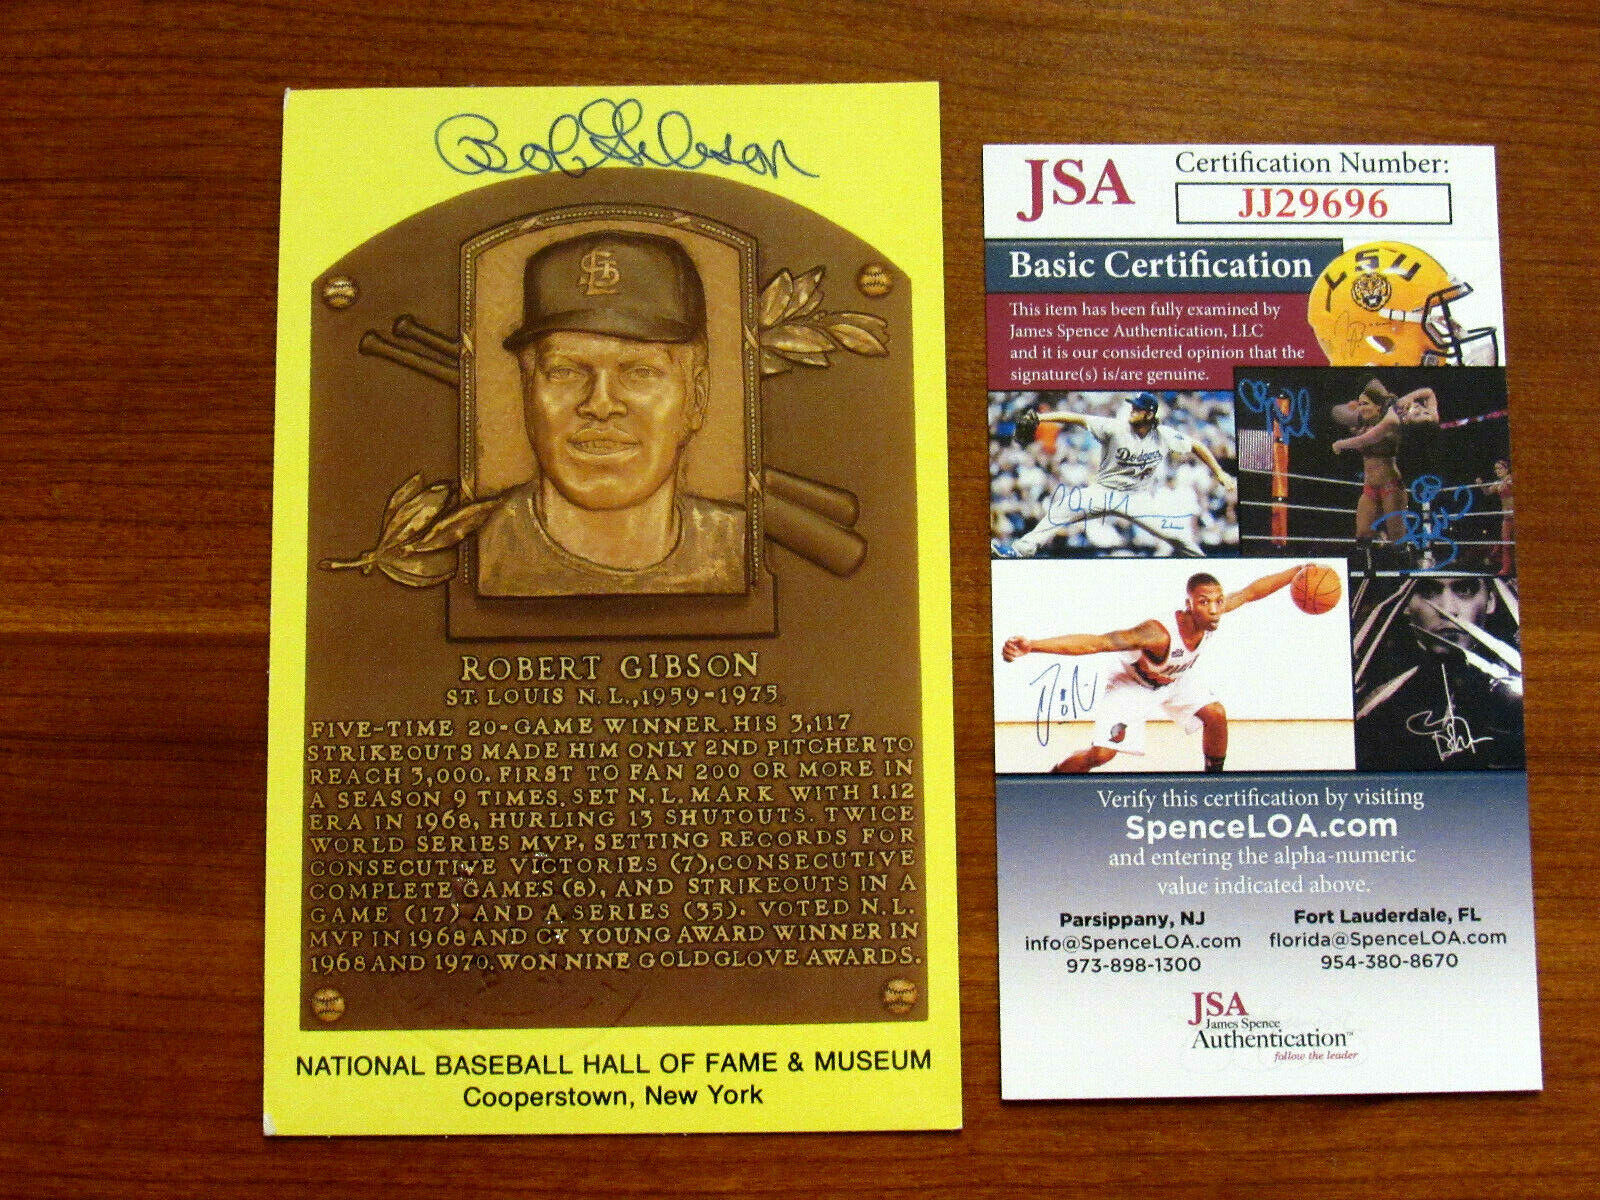 Bob Gibson
StL
ROBERT GIBSON
ST. LOUIS N. L., 1959-1975
FIVE-TIME 20-GAME WINNER. HIS 3,117
STRIKEOUTS MADE HIM ONLY 2ND PITCHER TO
REACH 3,000. FIRST TO FAN 200 OR MORE IN
A SEASON 9 TIMES. SET N. L. MARK WITH 1.12
ERA IN 1968, HURLING 13 SHUTOUTS. TWICE
WORLD SERIES MVP, SETTING RECORDS FOR
CONSECUTIVE VICTORIES (7), CONSECUTIVE
COMPLETE GAMES (8), AND STRIKEOUTS IN A
GAME (17) AND A SERIES (35). VOTED N. L.
MVP IN 1968 AND CY YOUNG AWARD WINNER IN
1968 AND 1970. WON NINE GOLD GLOVE AWARDS.
NATIONAL BASEBALL HALL OF FAME & MUSEUM
Cooperstown, New York
JSA
Certification Number:
JJ29696
Basic Certification
LSU
This item has been fully examined by
James Spence Authentication, LLC
and it is our considered opinion that the
signature(s) is/are genuine.
Dodgers
22
Verify this certification by visiting
SpenceLOA.com
and entering the alpha-numeric
value indicated above.
Parsippany, NJ
info@SpenceLOA.com
973-898-1300
Fort Lauderdale, FL
florida@SpenceLOA.com
954-380-8670
JSA
James Spence
Authentication™
follow the leader